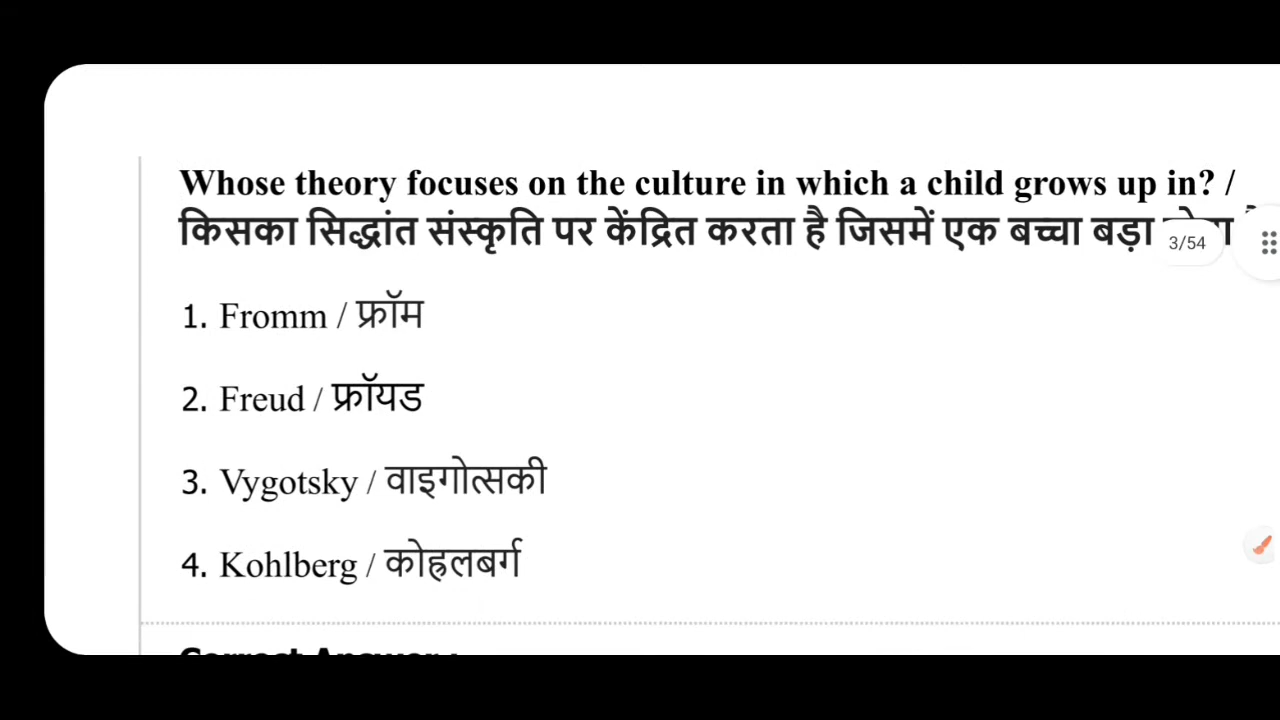 Whose theory focuses on the culture in which a child grows up in? /
किसका सिद्धांत संस्कृति पर केंद्रित करता है जिसमें एक बच्चा बड़ा
3/54
1. Fromm / फ्रॉम
2. Freud / फ्रॉयड
3. Vygotsky / वाइगोत्सकी
4. Kohlberg / कोह्रलबर्ग